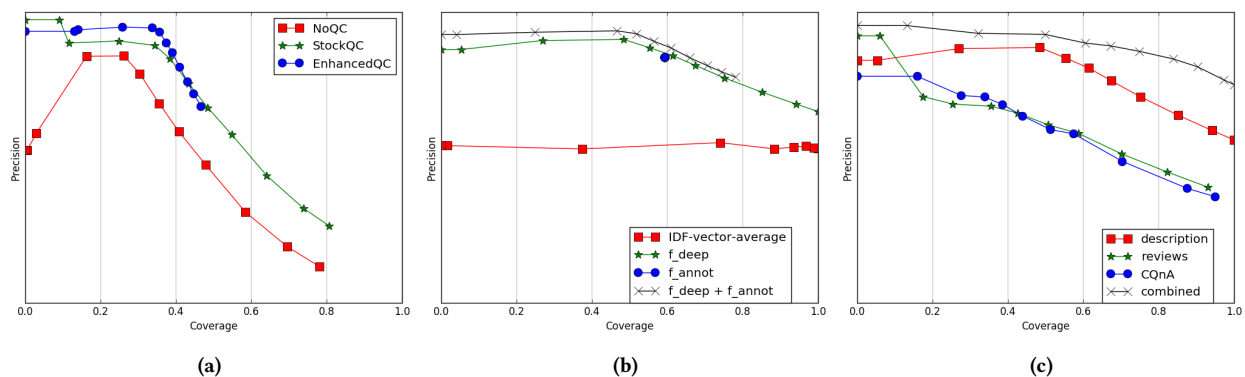 NoQC
StockQC
EnhancedQC
Precision
0.0 0.2 0.4 0.6 0.8 1.0
Coverage
(a)
IDF-vector-average
f_deep
f_annot
f_deep + f_annot
Precision
0.0 0.2 0.4 0.6 0.8 1.0
Coverage
(b)
description
reviews
CQnA
combined
Precision
0.0 0.2 0.4 0.6 0.8 1.0
Coverage
(c)